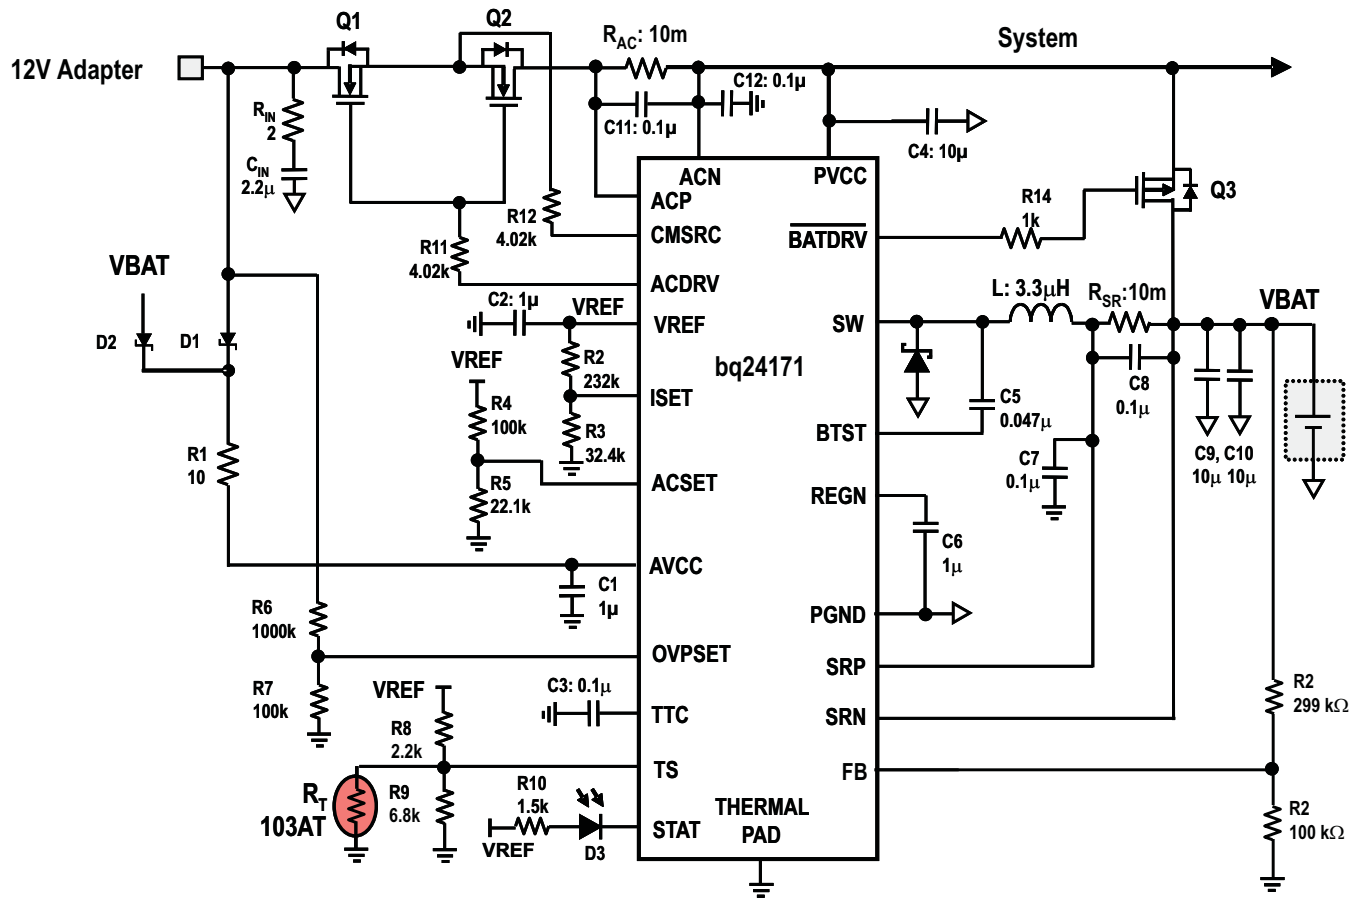 Q1
Q2
R_AC: 10m
System
12V Adapter
R_IN
2
C_IN
2.2µ
C11: 0.1µ
C12: 0.1µ
C4: 10µ
ACN
PVCC
ACP
R12
4.02k
CMSRC
BATDRV
R14
1k
Q3
R11
4.02k
ACDRV
VBAT
D2
D1
C2: 1µ
VREF
VREF
SW
L: 3.3µH
R_SR:10m
VBAT
VREF
R2
232k
bq24171
ISET
R4
100k
R3
32.4k
C5
0.047µ
C8
0.1µ
BTST
R1
10
ACSET
R5
22.1k
C7
0.1µ
C9, C10
10µ 10µ
REGN
C6
1µ
AVCC
C1
1µ
R6
1000k
PGND
OVPSET
SRP
R7
100k
VREF
C3: 0.1µ
TTC
SRN
R2
299 kΩ
R8
2.2k
TS
FB
R_T
103AT
R9
6.8k
R10
1.5k
VREF
D3
STAT
THERMAL
PAD
R2
100 kΩ